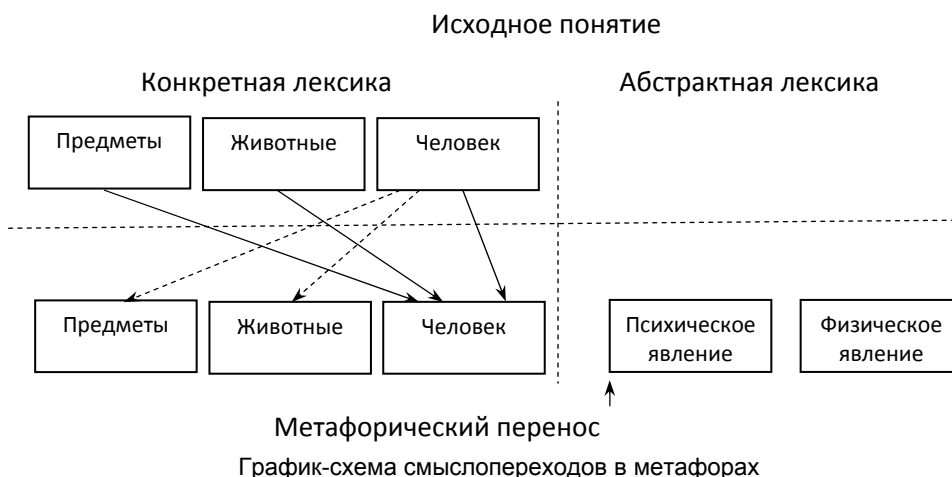 Исходное понятие
Конкретная лексика
Абстрактная лексика
Предметы
Животные
Человек
Предметы
Животные
Человек
Психическое
явление
Физическое
явление
Метафорический перенос
График-схема смыслопереходов в метафорах